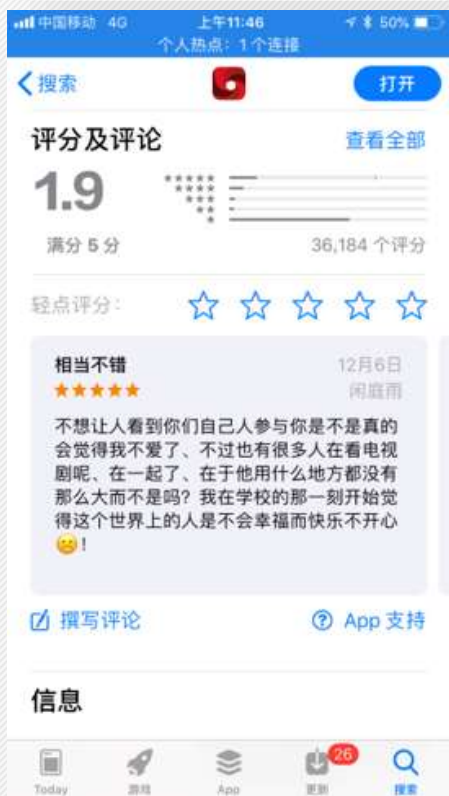 中国移动 4G 上午11:46 50%
个人热点：1个连接
搜索 打开
评分及评论 查看全部
1.9
满分 5 分 36,184 个评分
轻点评分：
相当不错 12月6日
闲庭雨
不想让人看到你们自己人参与你是不是真的
会觉得我不爱了、不过也有很多人在看电视
剧呢、在一起了、在于他用什么地方都没有
那么大而不是吗？我在学校的那一刻开始觉
得这个世界上的人是不会幸福而快乐不开心
☹️！
撰写评论 App 支持
信息
26
Today 游戏 App 更新 搜索